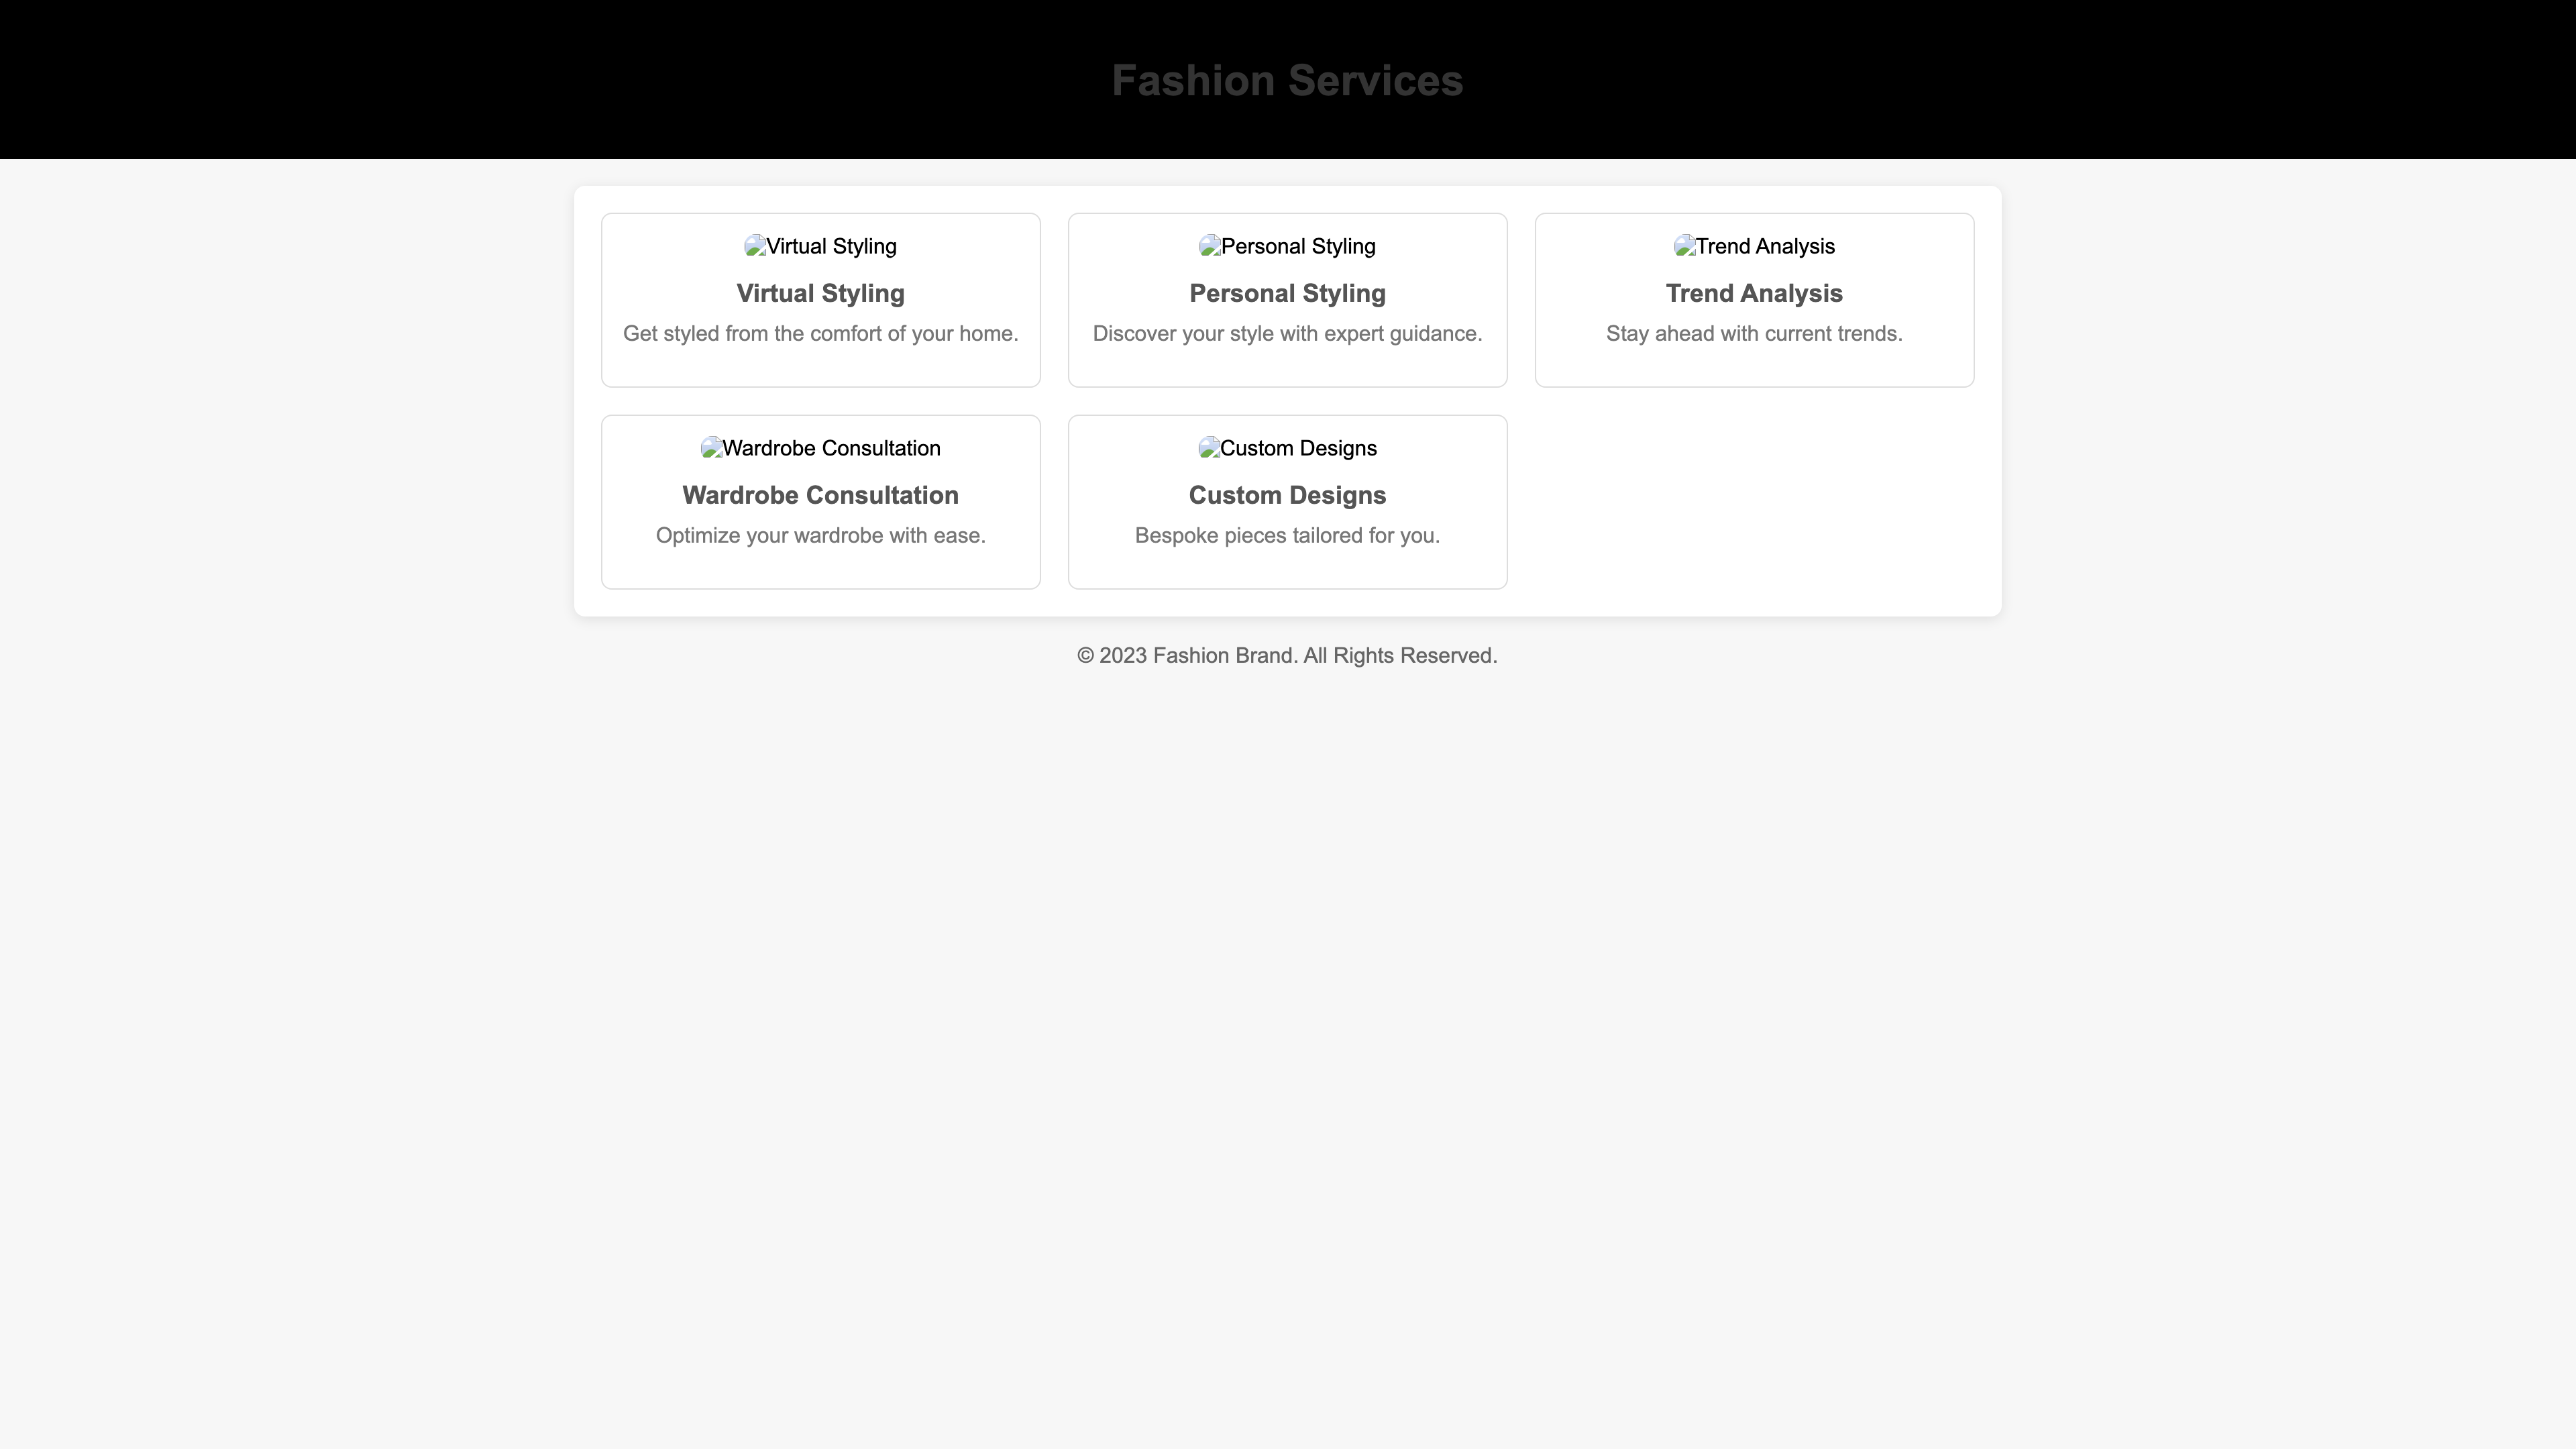 Fashion Services
Virtual Styling
Virtual Styling
Get styled from the comfort of your home.
Personal Styling
Personal Styling
Discover your style with expert guidance.
Trend Analysis
Trend Analysis
Stay ahead with current trends.
Wardrobe Consultation
Wardrobe Consultation
Optimize your wardrobe with ease.
Custom Designs
Custom Designs
Bespoke pieces tailored for you.
© 2023 Fashion Brand. All Rights Reserved.